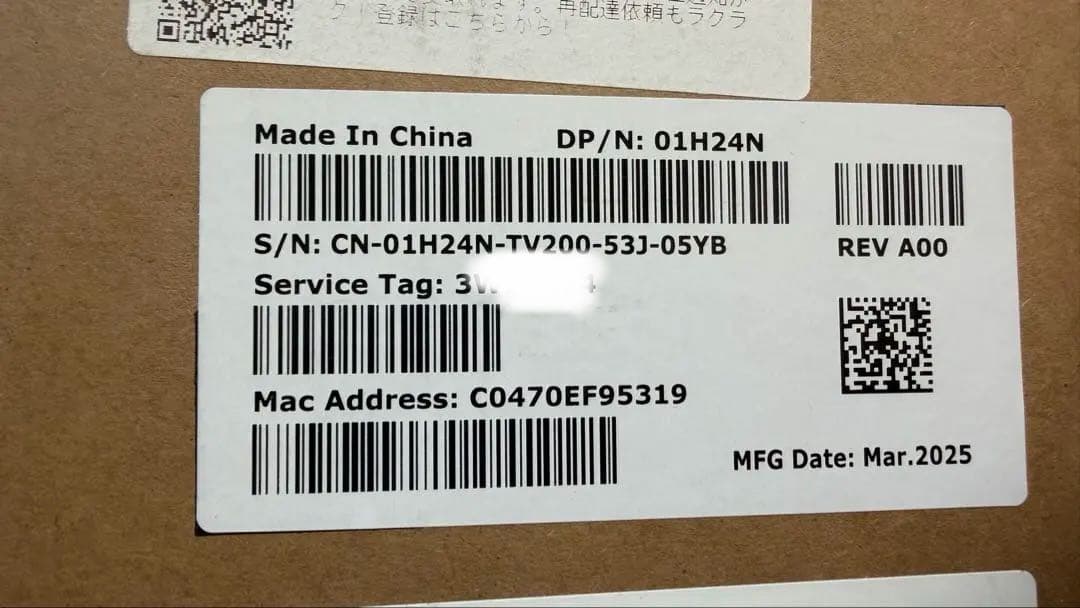 再配達依頼もラクラ
ク！登録はこちらから！
Made In China DP/N: 01H24N
S/N: CN-01H24N-TV200-53J-05YB
REV A00
Service Tag:
Mac Address: C0470EF95319
MFG Date: Mar.2025